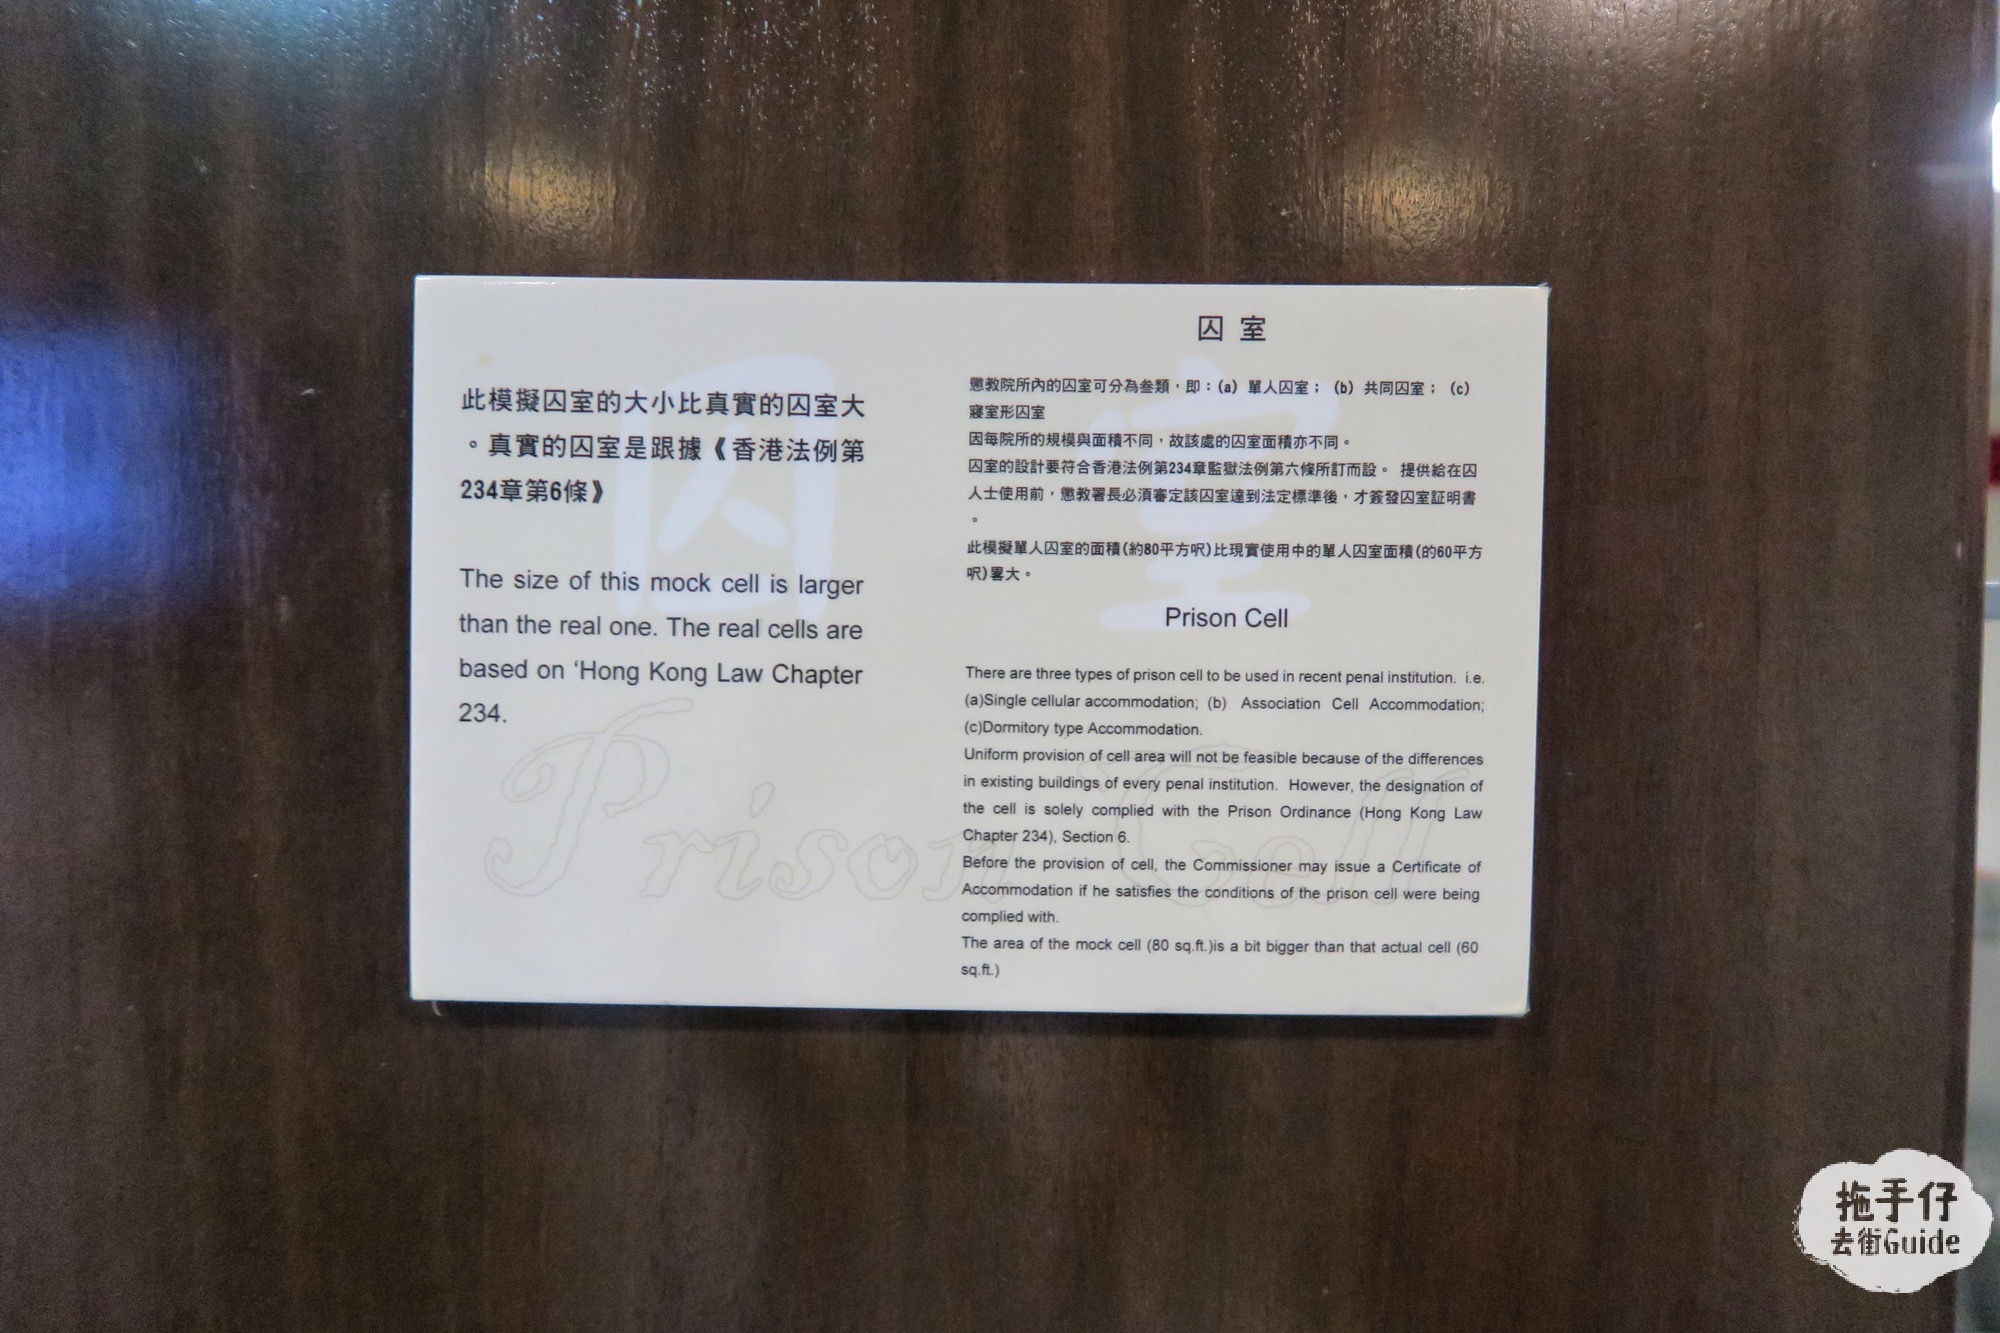 此模擬囚室的大小比真實的囚室大
。真實的囚室是跟據《香港法例第
234章第6條》
The size of this mock cell is larger
than the real one. The real cells are
based on ‘Hong Kong Law Chapter
234.
囚 室
懲教院所內的囚室可分為叁類，即：(a) 單人囚室； (b) 共同囚室； (c)
寢室形囚室
因每院所的規模與面積不同，故該處的囚室面積亦不同。
囚室的設計要符合香港法例第234章監獄法例第六條所訂而設。 提供給在囚
人士使用前，懲教署長必須審定該囚室達到法定標準後，才簽發囚室証明書
。
此模擬單人囚室的面積(約80平方呎)比現實使用中的單人囚室面積(的60平方
呎)畧大。
Prison Cell
There are three types of prison cell to be used in recent penal institution. i.e.
(a)Single cellular accommodation; (b) Association Cell Accommodation;
(c)Dormitory type Accommodation.
Uniform provision of cell area will not be feasible because of the differences
in existing buildings of every penal institution. However, the designation of
the cell is solely complied with the Prison Ordinance (Hong Kong Law
Chapter 234), Section 6.
Before the provision of cell, the Commissioner may issue a Certificate of
Accommodation if he satisfies the conditions of the prison cell were being
complied with.
The area of the mock cell (80 sq.ft.)is a bit bigger than that actual cell (60
sq.ft.)
囚 室
Prison Cell
拖手仔
去街Guide